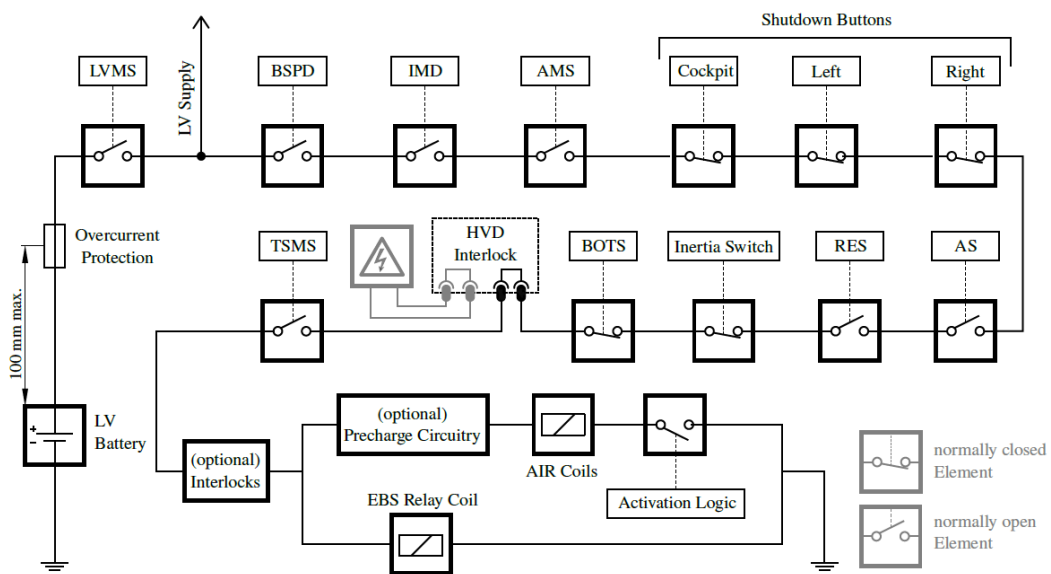 Shutdown Buttons
LVMS
BSPD
IMD
AMS
Cockpit
Left
Right
LV Supply
Overcurrent
Protection
100 mm max.
TSMS
HVD
Interlock
BOTS
Inertia Switch
RES
AS
+
-
LV
Battery
(optional)
Interlocks
(optional)
Precharge Circuitry
AIR Coils
Activation Logic
EBS Relay Coil
normally closed
Element
normally open
Element